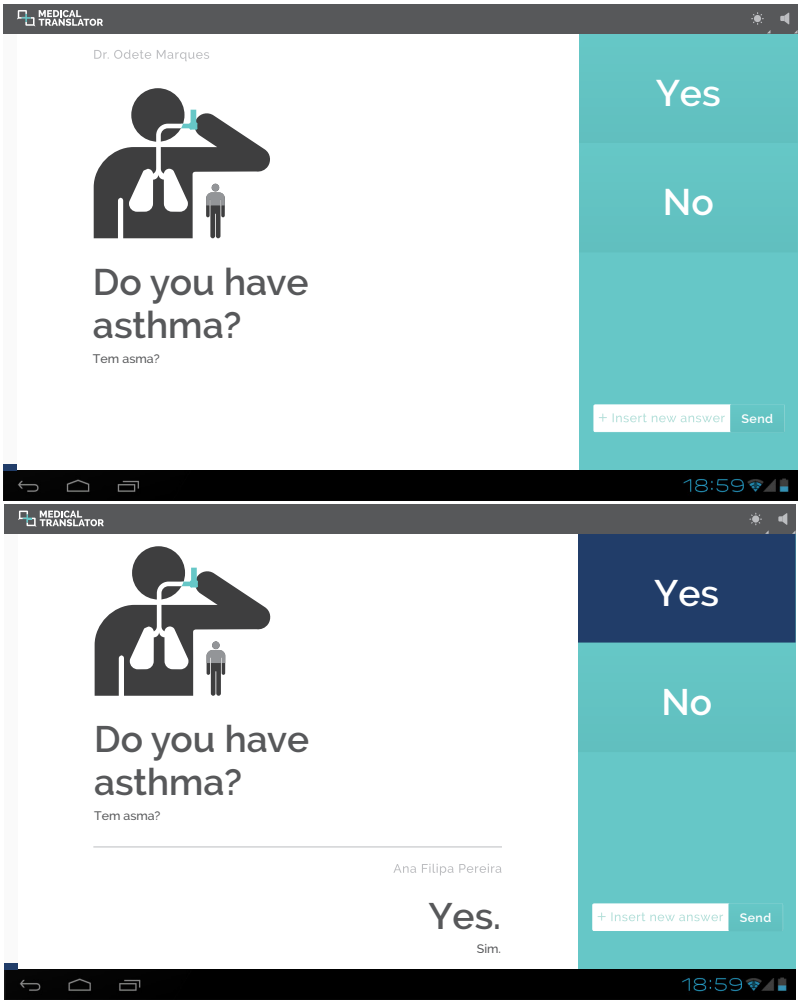 MEDICAL
TRANSLATOR
Dr. Odete Marques
Do you have
asthma?
Tem asma?
Yes
No
+ Insert new answer
Send
18:59
MEDICAL
TRANSLATOR
Do you have
asthma?
Tem asma?
Ana Filipa Pereira
Yes.
Sim.
Yes
No
+ Insert new answer
Send
18:59